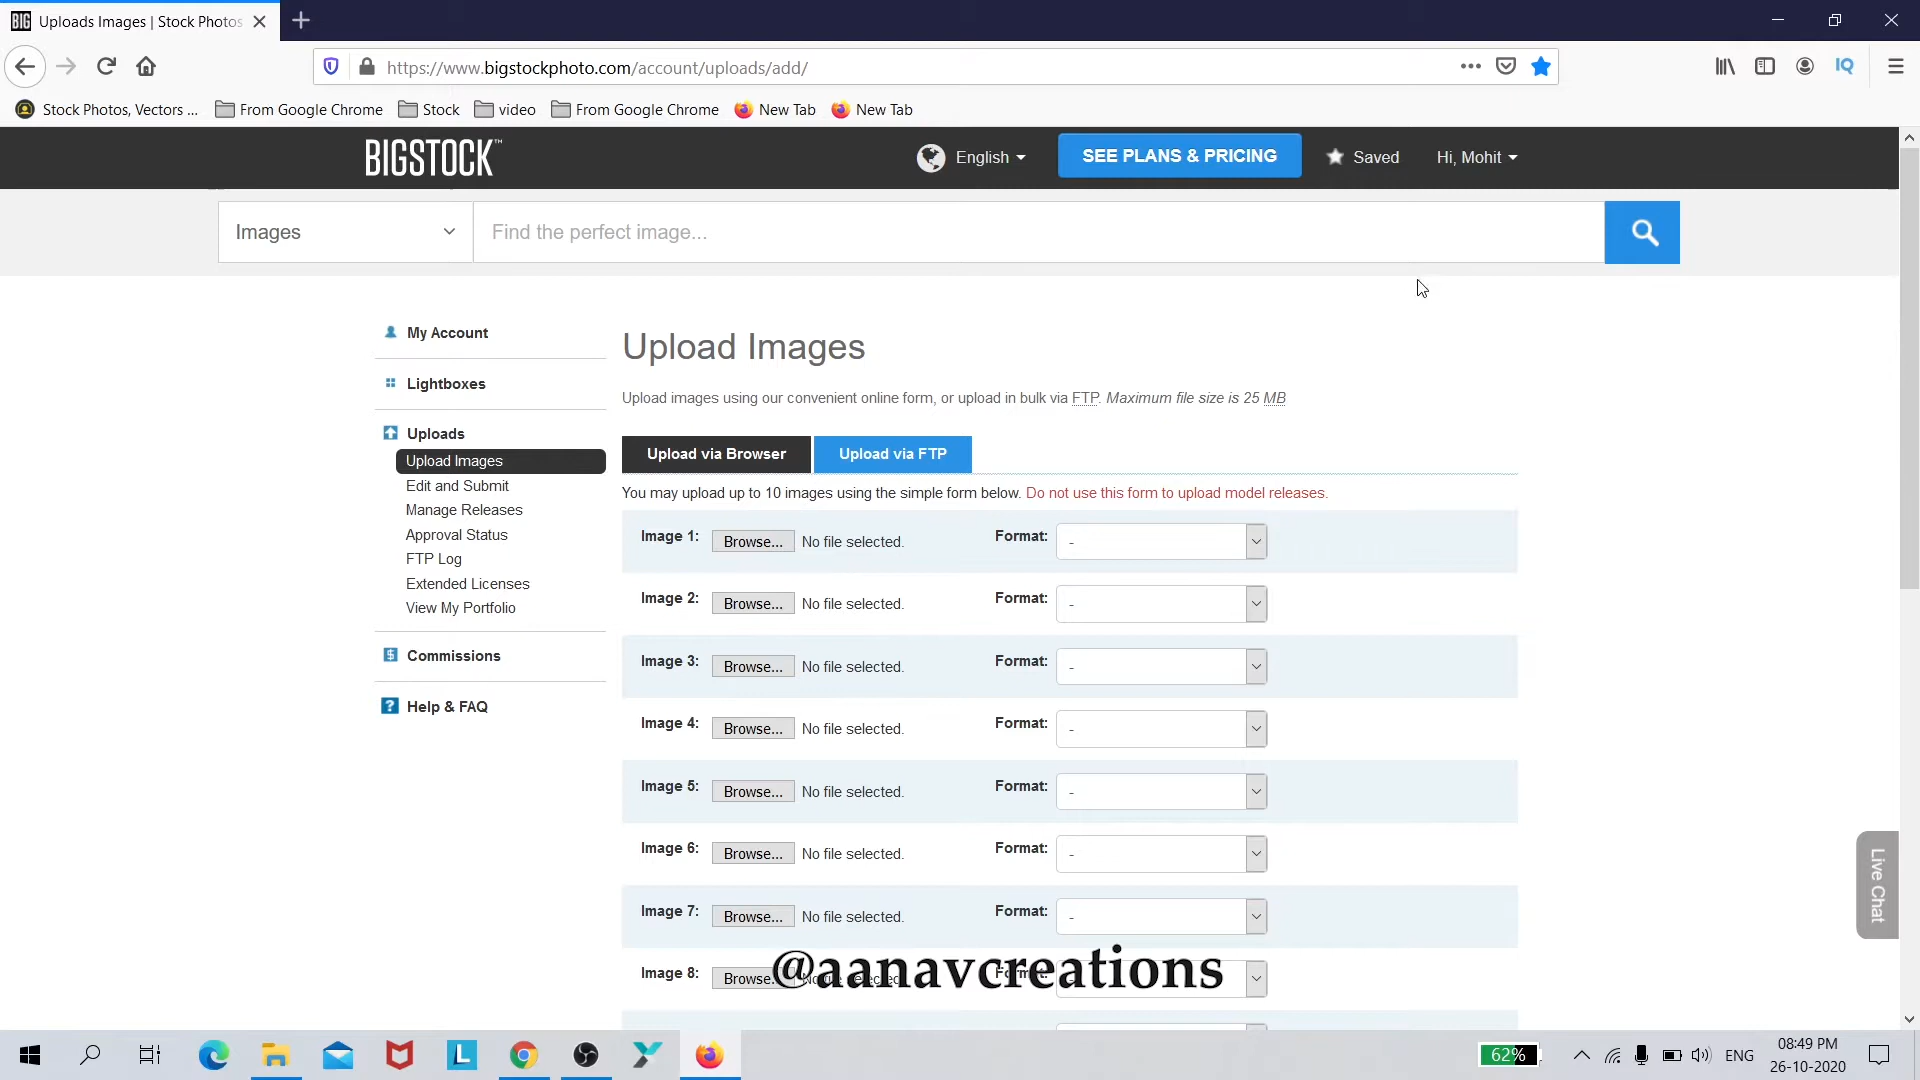 BIG Uploads Images | Stock Photos
https://www.bigstockphoto.com/account/uploads/add/
IQ
Stock Photos, Vectors ... From Google Chrome Stock video From Google Chrome New Tab New Tab
BIGSTOCK™ English SEE PLANS & PRICING Saved Hi, Mohit
Images Find the perfect image...
My Account
Lightboxes
Uploads
Upload Images
Edit and Submit
Manage Releases
Approval Status
FTP Log
Extended Licenses
View My Portfolio
Commissions
Help & FAQ
Upload Images
Upload images using our convenient online form, or upload in bulk via FTP. Maximum file size is 25 MB
Upload via Browser Upload via FTP
You may upload up to 10 images using the simple form below. Do not use this form to upload model releases.
Image 1: Browse... No file selected. Format: -
Image 2: Browse... No file selected. Format: -
Image 3: Browse... No file selected. Format: -
Image 4: Browse... No file selected. Format: -
Image 5: Browse... No file selected. Format: -
Image 6: Browse... No file selected. Format: -
Image 7: Browse... No file selected. Format: -
Image 8: Browse... No file selected. Format: -
@aanavcreations
Live Chat
L
62% ENG 08:49 PM
26-10-2020